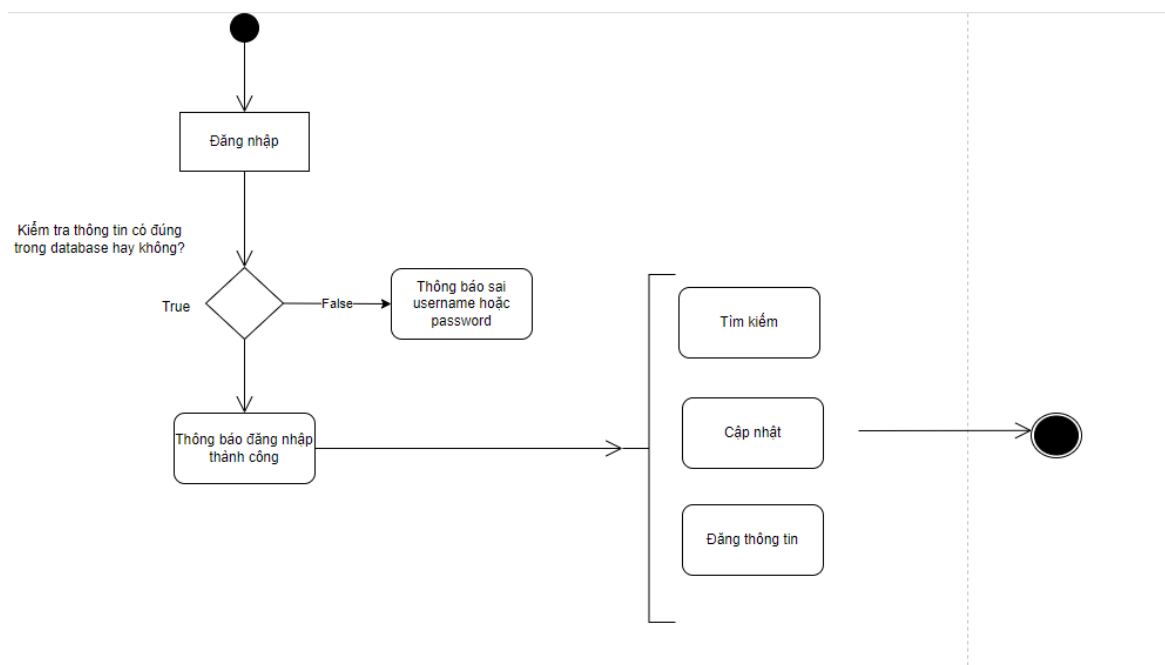 Đăng nhập
Kiểm tra thông tin có đúng
trong database hay không?
True
False
Thông báo sai
username hoặc
password
Thông báo đăng nhập
thành công
Tìm kiếm
Cập nhật
Đăng thông tin